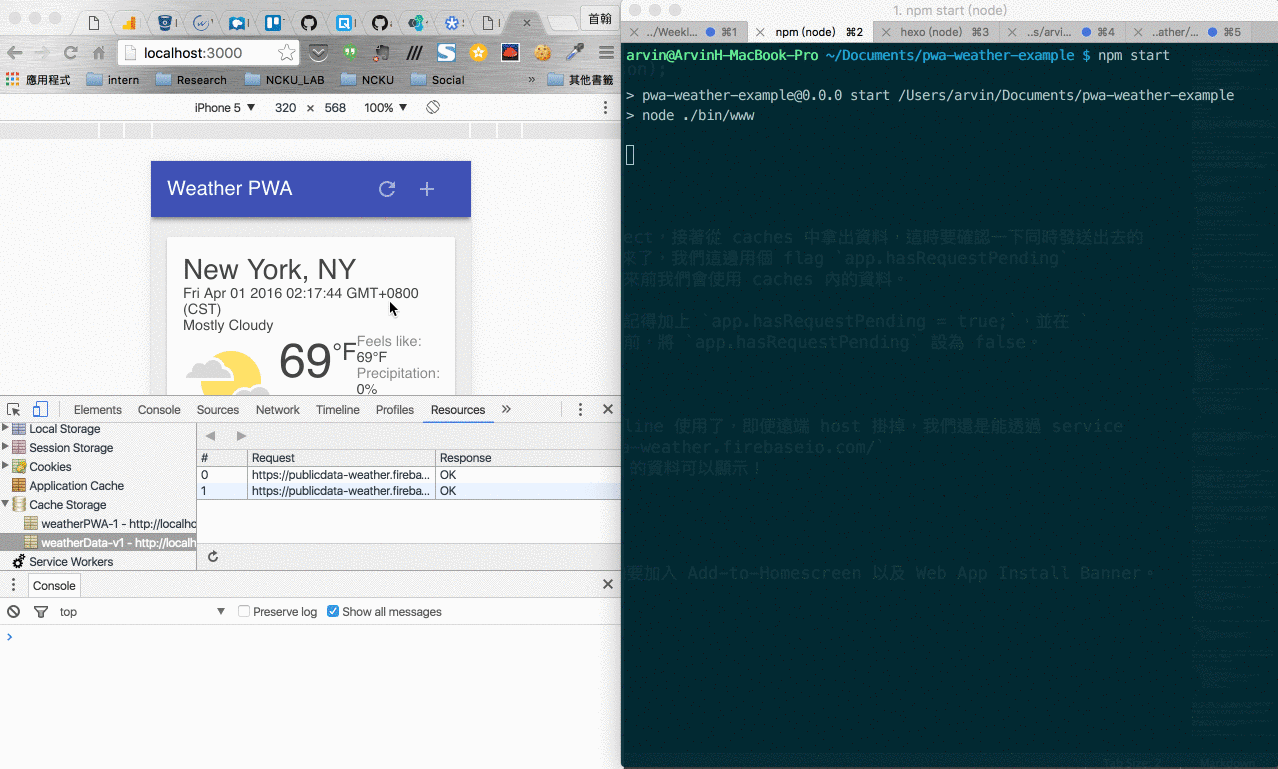 首翰
localhost:3000
應用程式
intern
Research
NCKU_LAB
NCKU
Social
»
其他書籤
iPhone 5 ▼
320 × 568
100% ▼
Weather PWA
New York, NY
Fri Apr 01 2016 02:17:44 GMT+0800
(CST)
Mostly Cloudy
69°F
Feels like:
69°F
Precipitation:
0%
Elements Console Sources Network Timeline Profiles Resources »
Local Storage
Session Storage
Cookies
Application Cache
Cache Storage
weatherPWA-1 - http://localho
weatherData-v1 - http://localh
Service Workers
# Request Response
0 https://publicdata-weather.fireba... OK
1 https://publicdata-weather.fireba... OK
Console
top
Preserve log
Show all messages
1. npm start (node)
../Weekl... ⌘1
npm (node) ⌘2
hexo (node) ⌘3
..s/arvi... ⌘4
..ather/... ⌘5
arvin@ArvinH-MacBook-Pro ~/Documents/pwa-weather-example $ npm start
on);
> pwa-weather-example@0.0.0 start /Users/arvin/Documents/pwa-weather-example
> node ./bin/www
ect，接著從 caches 中拿出資料，這時要確認一下同時發送出去的
來了，我們這邊用個 flag `app.hasRequestPending`
來前我們會使用 caches 內的資料。
記得加上 `app.hasRequestPending = true;`，並在 `
前，將 `app.hasRequestPending` 設為 false。
line 使用了，即便遠端 host 掛掉，我們還是能透過 service
a-weather.firebaseio.com/`
的資料可以顯示！
要加入 Add-to-Homescreen 以及 Web App Install Banner。
Tab Size: 2
Markdown